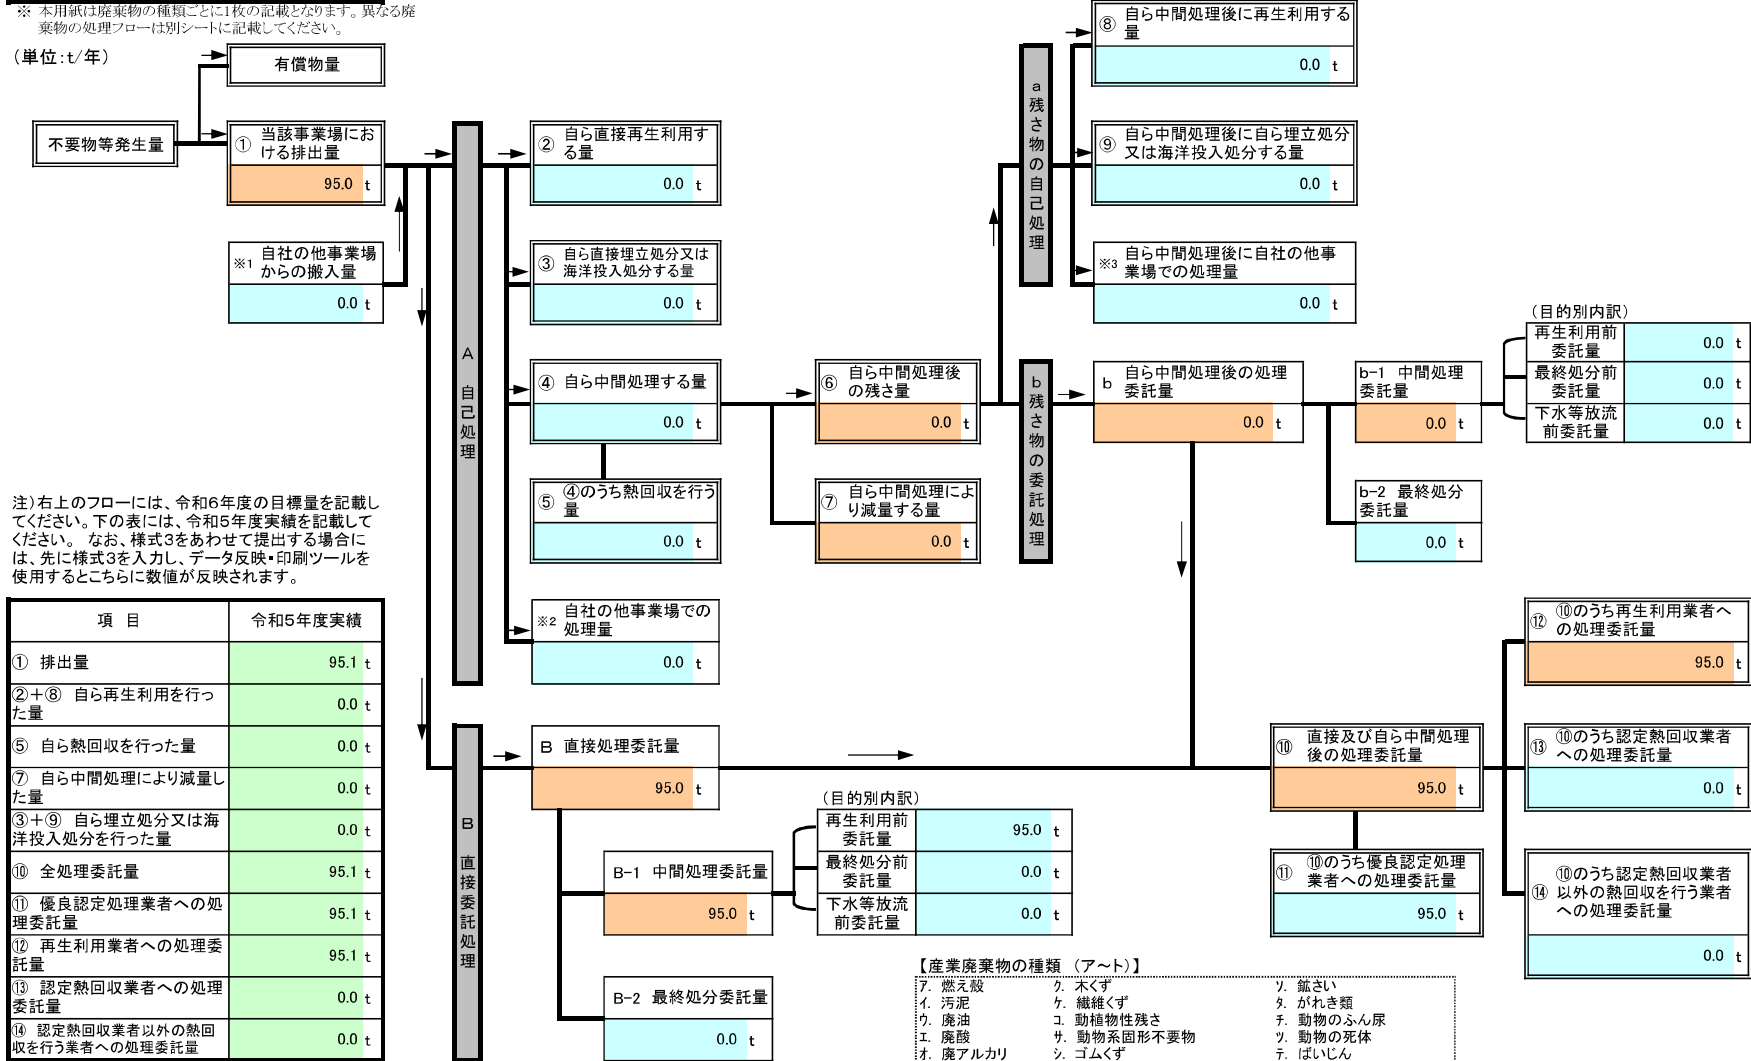 ※ 本用紙は廃棄物の種類ごとに1枚の記載となります。異なる廃
棄物の処理フローは別シートに記載してください。
(単位:t/年)
有償物量
不要物等発生量
① 当該事業場にお
ける排出量
95.0 t
※1 自社の他事業場
からの搬入量
0.0 t
A 自己処理
② 自ら直接再生利用す
る量
0.0 t
③ 自ら直接埋立処分又は
海洋投入処分する量
0.0 t
④ 自ら中間処理する量
0.0 t
⑤ ④のうち熱回収を行う
量
0.0 t
※2 自社の他事業場での
処理量
0.0 t
⑥ 自ら中間処理後
の残さ量
0.0 t
⑦ 自ら中間処理によ
り減量する量
0.0 t
a残さ物の自己処理
⑧ 自ら中間処理後に再生利用する
量
0.0 t
⑨ 自ら中間処理後に自ら埋立処分
又は海洋投入処分する量
0.0 t
※3 自ら中間処理後に自社の他事
業場での処理量
0.0 t
b残さ物の委託処理
b 自ら中間処理後の処理
委託量
0.0 t
b-1 中間処理
委託量
0.0 t
(目的別内訳)
再生利用前
委託量
0.0 t
最終処分前
委託量
0.0 t
下水等放流
前委託量
0.0 t
b-2 最終処分
委託量
0.0 t
注)右上のフローには、令和6年度の目標量を記載し
てください。下の表には、令和5年度実績を記載して
ください。 なお、様式3をあわせて提出する場合に
は、先に様式3を入力し、データ反映・印刷ツールを
使用するとこちらに数値が反映されます。
項 目 令和5年度実績
① 排出量 95.1 t
②+⑧ 自ら再生利用を行っ
た量 0.0 t
⑤ 自ら熱回収を行った量 0.0 t
⑦ 自ら中間処理により減量し
た量 0.0 t
③+⑨ 自ら埋立処分又は海
洋投入処分を行った量 0.0 t
⑩ 全処理委託量 95.1 t
⑪ 優良認定処理業者への処
理委託量 95.1 t
⑫ 再生利用業者への処理委
託量 95.1 t
⑬ 認定熱回収業者への処理
委託量 0.0 t
⑭ 認定熱回収業者以外の熱回
収を行う業者への処理委託量 0.0 t
B 直接委託処理
B 直接処理委託量
95.0 t
B-1 中間処理委託量
95.0 t
(目的別内訳)
再生利用前
委託量
95.0 t
最終処分前
委託量
0.0 t
下水等放流
前委託量
0.0 t
B-2 最終処分委託量
0.0 t
⑩ 直接及び自ら中間処理
後の処理委託量
95.0 t
⑪ ⑩のうち優良認定処理
業者への処理委託量
95.0 t
⑫ ⑩のうち再生利用業者へ
の処理委託量
95.0 t
⑬ ⑩のうち認定熱回収業者
への処理委託量
0.0 t
⑭ ⑩のうち認定熱回収業者
以外の熱回収を行う業者
への処理委託量
0.0 t
【産業廃棄物の種類 (ア～ト)】
ア. 燃え殻 ク. 木くず ソ. 鉱さい
イ. 汚泥 ケ. 繊維くず タ. がれき類
ウ. 廃油 コ. 動植物性残さ チ. 動物のふん尿
エ. 廃酸 サ. 動物系固形不要物 ツ. 動物の死体
オ. 廃アルカリ シ. ゴムくず テ. ばいじん